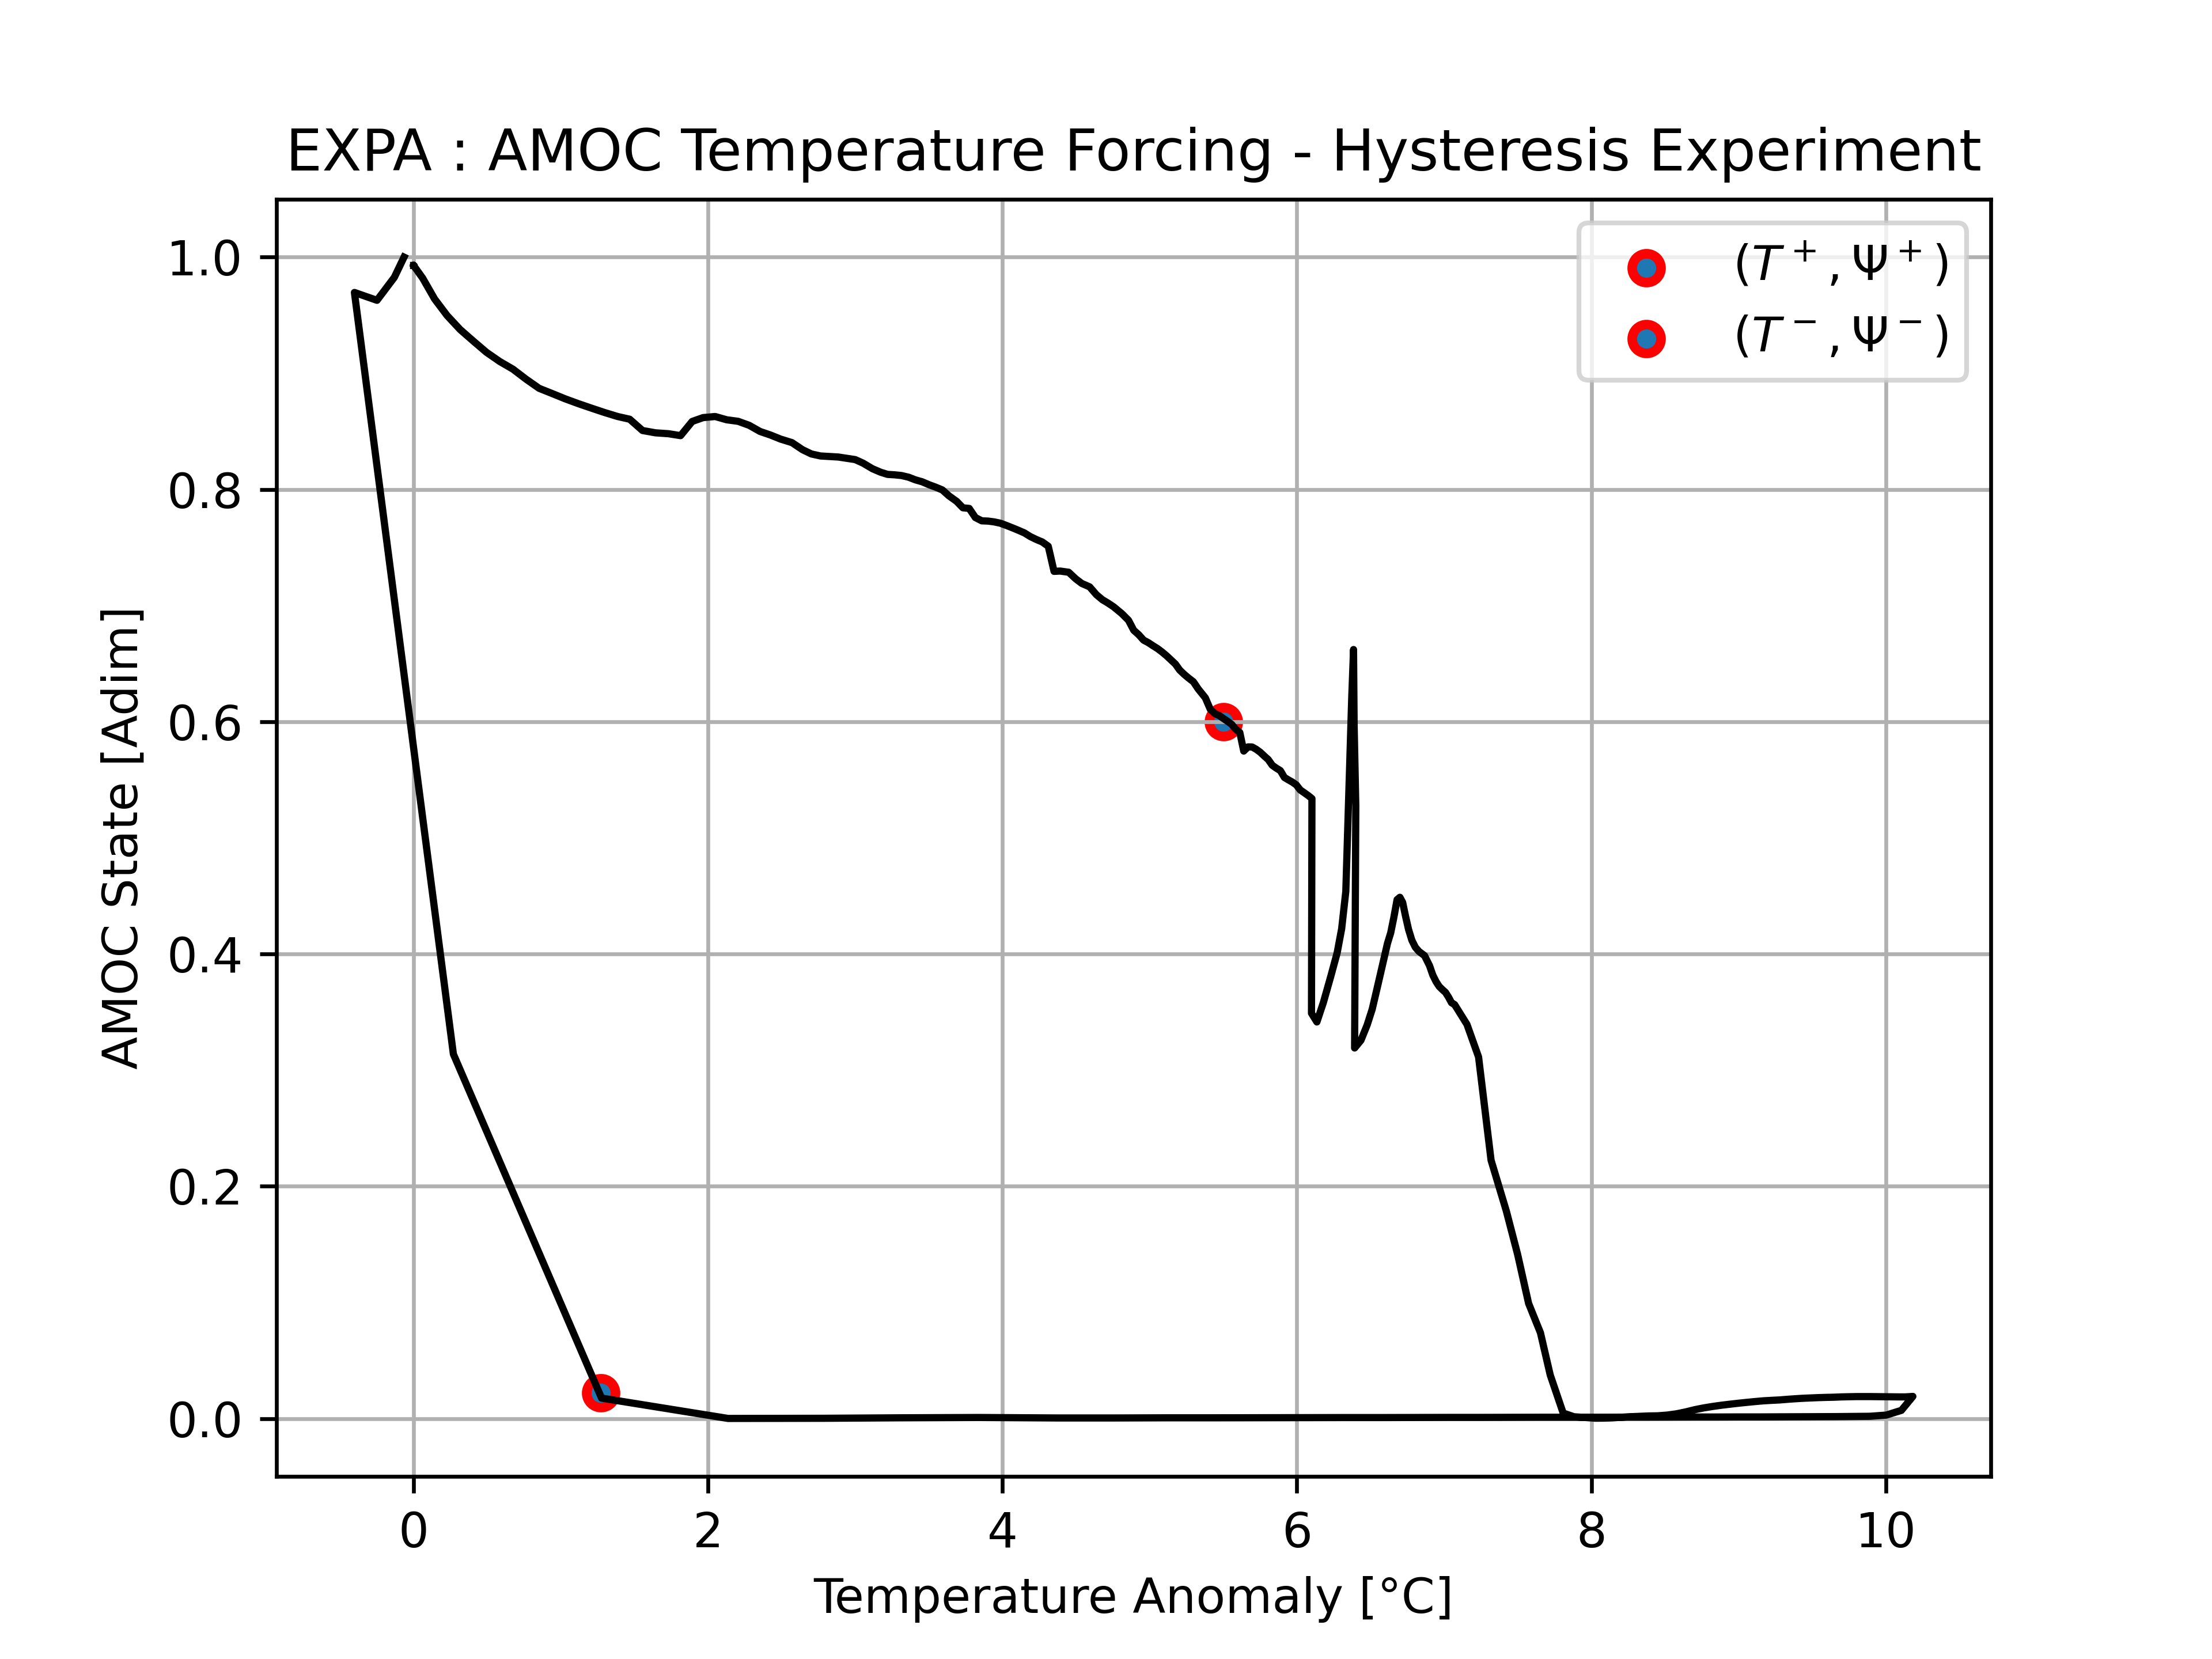 EXPA : AMOC Temperature Forcing - Hysteresis Experiment
(T⁺, Ψ⁺)
(T⁻, Ψ⁻)
1.0
0.8
0.6
0.4
0.2
0.0
AMOC State [Adim]
0 2 4 6 8 10
Temperature Anomaly [°C]